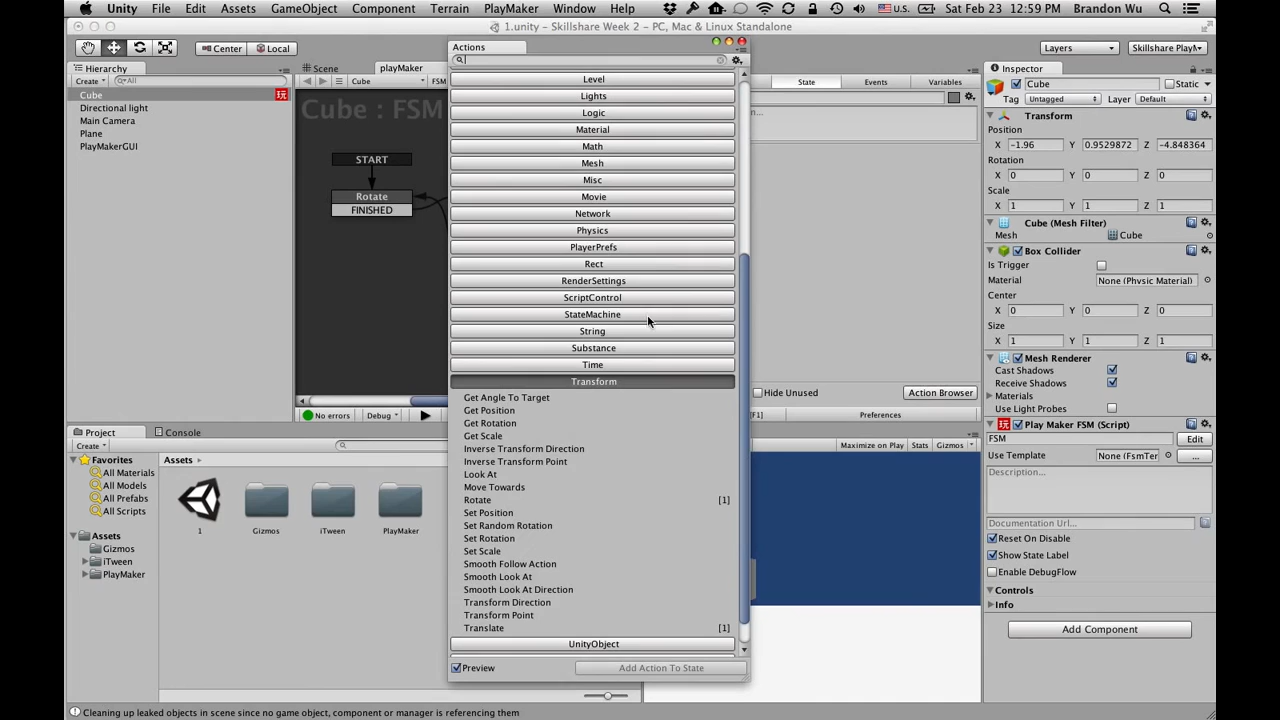 Unity File Edit Assets GameObject Component Terrain PlayMaker Window Help U.S. Sat Feb 23 12:59 PM Brandon Wu
1.unity - Skillshare Week 2 - PC, Mac & Linux Standalone
Center Local Layers Skillshare PlayM
Actions
Hierarchy
Create All
Cube
Directional light
Main Camera
Plane
PlayMakerGUI
Scene playMaker
Cube FSM
Cube : FSM
START
Rotate
FINISHED
No errors Debug
Level
Lights
Logic
Material
Math
Mesh
Misc
Movie
Network
Physics
PlayerPrefs
Rect
RenderSettings
ScriptControl
StateMachine
String
Substance
Time
Transform
Get Angle To Target
Get Position
Get Rotation
Get Scale
Inverse Transform Direction
Inverse Transform Point
Look At
Move Towards
Rotate [1]
Set Position
Set Random Rotation
Set Rotation
Set Scale
Smooth Follow Action
Smooth Look At
Smooth Look At Direction
Transform Direction
Transform Point
Translate [1]
UnityObject
Preview Add Action To State
State Events Variables
...
Hide Unused Action Browser
[F1] Preferences
Maximize on Play Stats Gizmos
Inspector
Cube Static
Tag Untagged Layer Default
Transform
Position
X -1.96 Y 0.9529872 Z -4.848364
Rotation
X 0 Y 0 Z 0
Scale
X 1 Y 1 Z 1
Cube (Mesh Filter)
Mesh Cube
Box Collider
Is Trigger
Material None (Physic Material)
Center
X 0 Y 0 Z 0
Size
X 1 Y 1 Z 1
Mesh Renderer
Cast Shadows
Receive Shadows
Materials
Use Light Probes
Play Maker FSM (Script)
FSM Edit
Use Template None (FsmTer ...
Description...
Documentation Url...
Reset On Disable
Show State Label
Enable DebugFlow
Controls
Info
Add Component
Project Console
Create
Favorites
All Materials
All Models
All Prefabs
All Scripts
Assets
Gizmos
iTween
PlayMaker
Assets
1 Gizmos iTween PlayMaker
Cleaning up leaked objects in scene since no game object, component or manager is referencing them